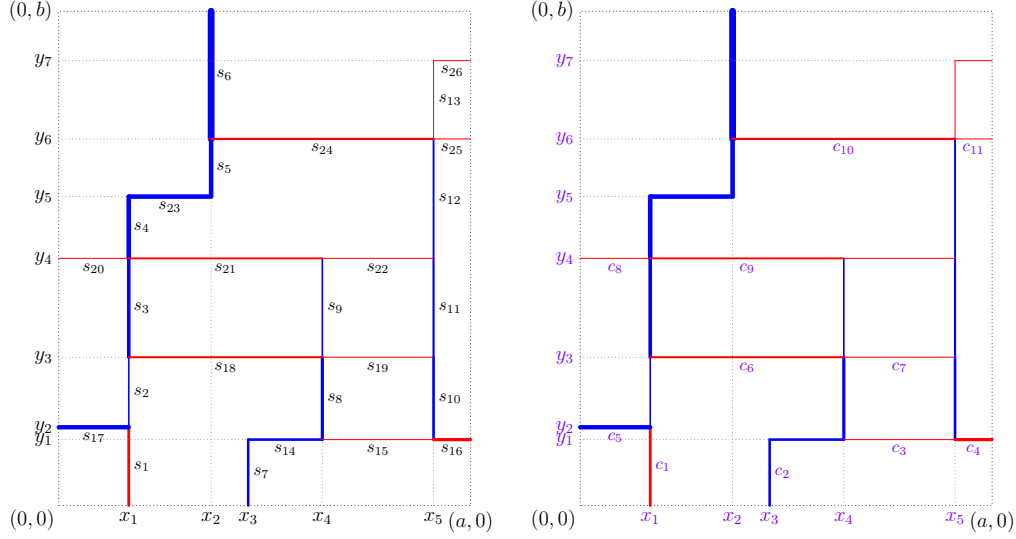 (0, b) (0, b)
y₇ s₂₆ y₇
s₆ s₁₃
y₆ s₂₄ s₂₅ y₆ c₁₀ c₁₁
s₅
y₅ s₂₃ s₁₂ y₅
s₄
y₄ s₂₀ s₂₁ s₂₂ y₄ c₈ c₉
s₃ s₉ s₁₁
y₃ s₁₈ s₁₉ y₃ c₆ c₇
s₂ s₈ s₁₀
y₂ s₁₇ y₂ c₅
y₁ s₁₄ s₁₅ s₁₆ y₁ c₃ c₄
s₁ s₇ c₁ c₂
(0, 0) x₁ x₂ x₃ x₄ x₅ (a, 0) (0, 0) x₁ x₂ x₃ x₄ x₅ (a, 0)